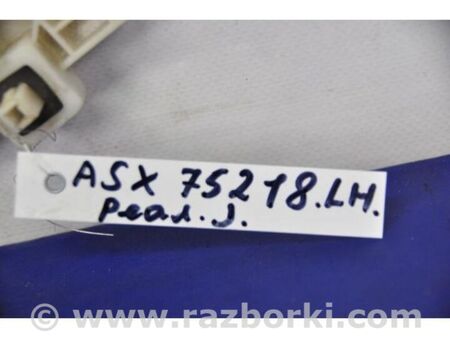 ASX 75218.LH.
реал. J.
© www.razborki.com